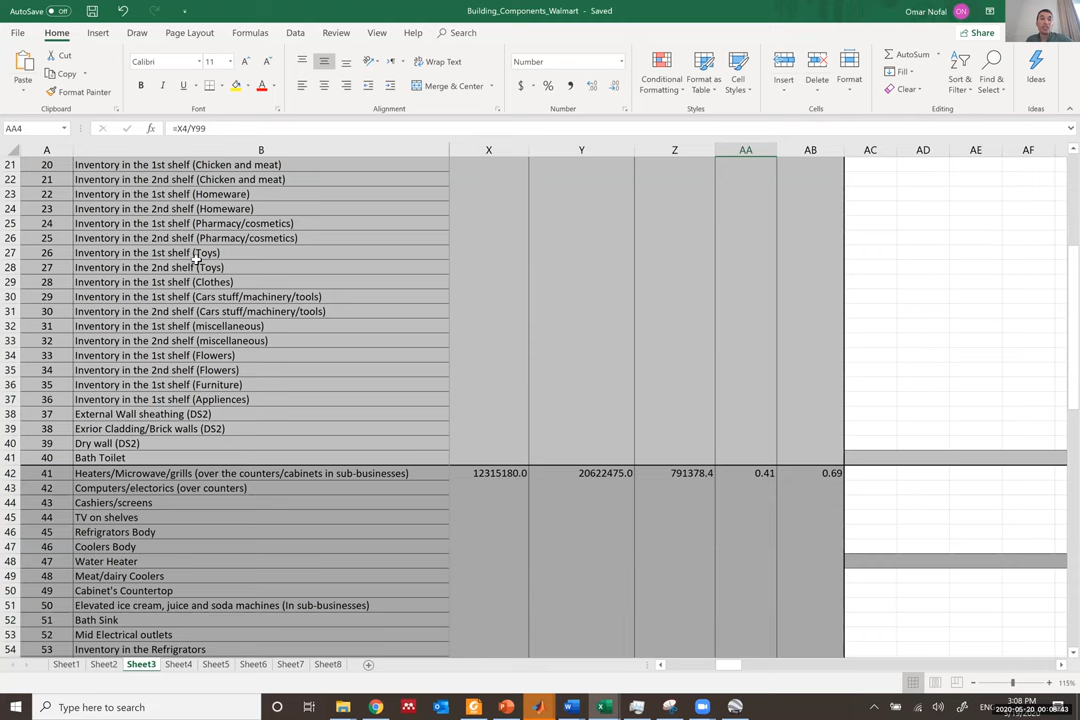 AutoSave Off Building_Components_Walmart - Saved Omar Nofal ON
File Home Insert Draw Page Layout Formulas Data Review View Help Search Share
Paste Cut Copy Format Painter Clipboard
Calibri 11 B I U A Font
Wrap Text Merge & Center Alignment
Number $ % Number
Conditional Formatting Format as Table Cell Styles Styles
Insert Delete Format Cells
AutoSum Fill Clear Sort & Filter Find & Select Editing
Ideas Ideas
AA4 fx =X4/Y99
A B X Y Z AA AB AC AD AE AF
21 20 Inventory in the 1st shelf (Chicken and meat)
22 21 Inventory in the 2nd shelf (Chicken and meat)
23 22 Inventory in the 1st shelf (Homeware)
24 23 Inventory in the 2nd shelf (Homeware)
25 24 Inventory in the 1st shelf (Pharmacy/cosmetics)
26 25 Inventory in the 2nd shelf (Pharmacy/cosmetics)
27 26 Inventory in the 1st shelf (Toys)
28 27 Inventory in the 2nd shelf (Toys)
29 28 Inventory in the 1st shelf (Clothes)
30 29 Inventory in the 1st shelf (Cars stuff/machinery/tools)
31 30 Inventory in the 2nd shelf (Cars stuff/machinery/tools)
32 31 Inventory in the 1st shelf (miscellaneous)
33 32 Inventory in the 2nd shelf (miscellaneous)
34 33 Inventory in the 1st shelf (Flowers)
35 34 Inventory in the 2nd shelf (Flowers)
36 35 Inventory in the 1st shelf (Furniture)
37 36 Inventory in the 1st shelf (Appeliances)
38 37 External Wall sheathing (DS2)
39 38 Exrior Cladding/Brick walls (DS2)
40 39 Dry wall (DS2)
41 40 Bath Toilet
42 41 Heaters/Microwave/grills (over the counters/cabinets in sub-businesses) 12315180.0 20622475.0 791378.4 0.41 0.69
43 42 Computers/electorics (over counters)
44 43 Cashiers/screens
45 44 TV on shelves
46 45 Refrigrators Body
47 46 Coolers Body
48 47 Water Heater
49 48 Meat/dairy Coolers
50 49 Cabinet's Countertop
51 50 Elevated ice cream, juice and soda machines (In sub-businesses)
52 51 Bath Sink
53 52 Mid Electrical outlets
54 53 Inventory in the Refrigerators
Sheet1 Sheet2 Sheet3 Sheet4 Sheet5 Sheet6 Sheet7 Sheet8
115%
Type here to search
ENG 3:08 PM
2020-05-20 00:08:43